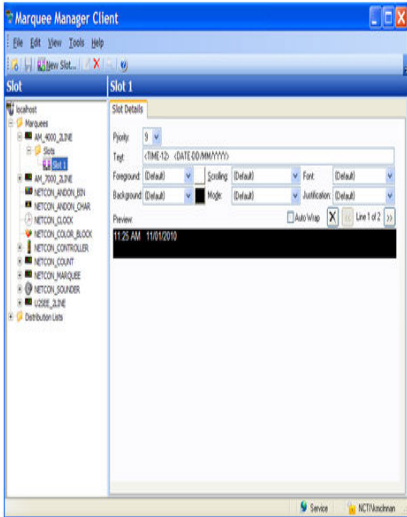 Marquee Manager Client
File Edit View Tools Help
New Slot...
Slot
Slot 1
localhost
Marquees
AM_4000_2LINE
Slots
Slot 1
AM_7000_2LINE
NETCON_ANDON_BIN
NETCON_ANDON_CHAR
NETCON_CLOCK
NETCON_COLOR_BLOCK
NETCON_CONTROLLER
NETCON_COUNT
NETCON_MARQUEE
NETCON_SOUNDER
U2SEE_2LINE
Distribution Lists
Slot Details
Priority: 9
Text: <TIME-12> <DATE-DD/MM/YYYY>
Foreground: (Default) Scrolling: (Default) Font: (Default)
Background: (Default) Mode: (Default) Justification: (Default)
Preview: Auto Wrap X << Line 1 of 2 >>
11:25 AM 11/01/2010
Service